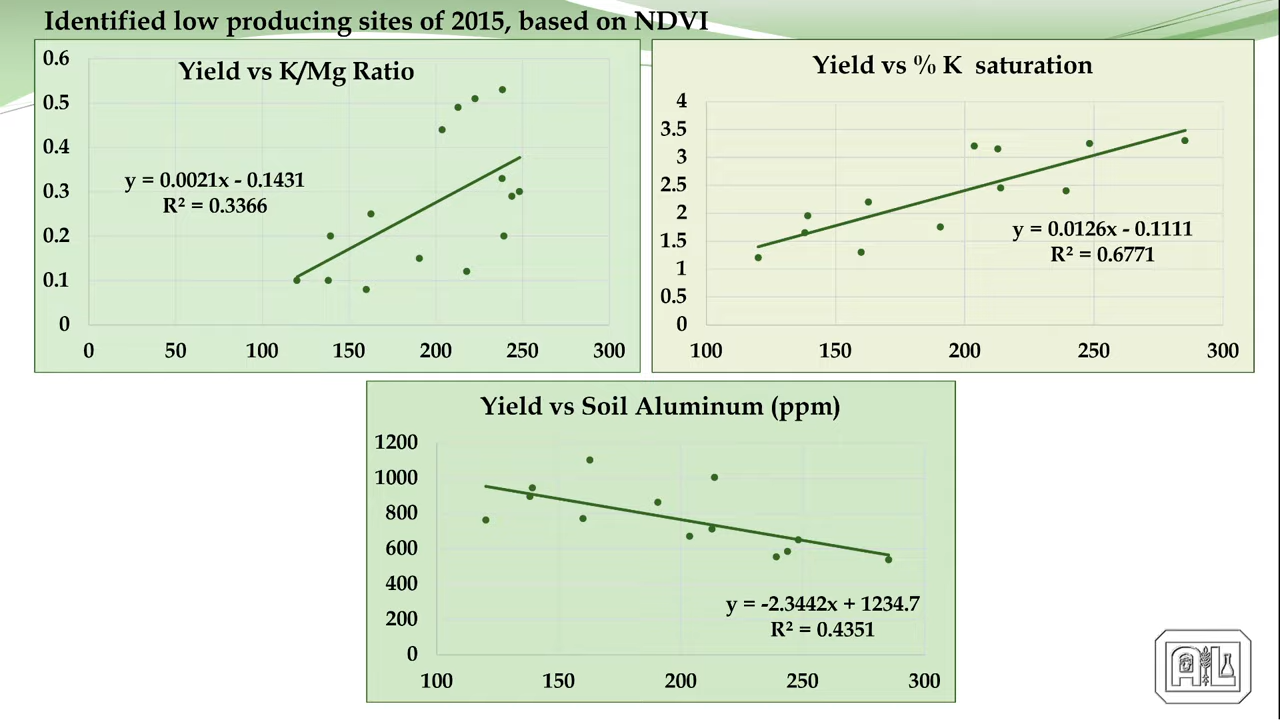 Identified low producing sites of 2015, based on NDVI
Yield vs K/Mg Ratio
0.6
0.5
0.4
0.3
0.2
0.1
0
y = 0.0021x - 0.1431
R² = 0.3366
0 50 100 150 200 250 300
Yield vs % K saturation
4
3.5
3
2.5
2
1.5
1
0.5
0
y = 0.0126x - 0.1111
R² = 0.6771
100 150 200 250 300
Yield vs Soil Aluminum (ppm)
1200
1000
800
600
400
200
0
y = -2.3442x + 1234.7
R² = 0.4351
100 150 200 250 300
A L